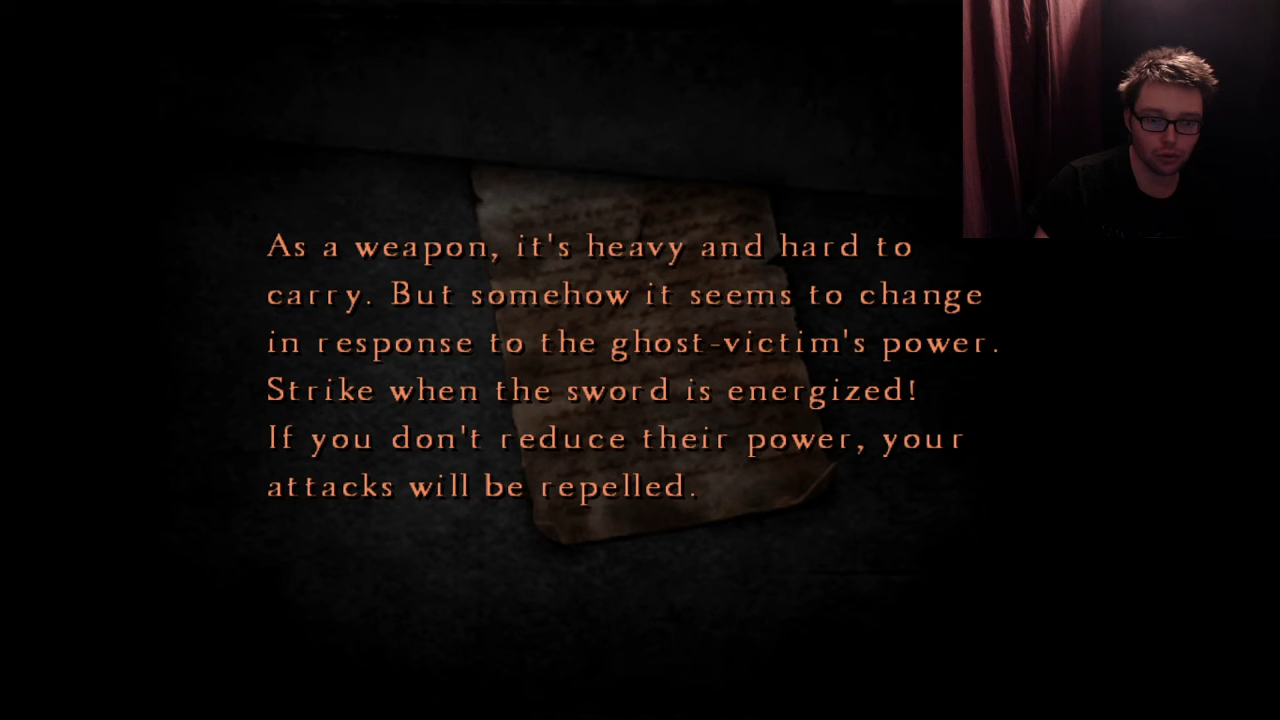 As a weapon, it's heavy and hard to
carry. But somehow it seems to change
in response to the ghost-victim's power.
Strike when the sword is energized!
If you don't reduce their power, your
attacks will be repelled.